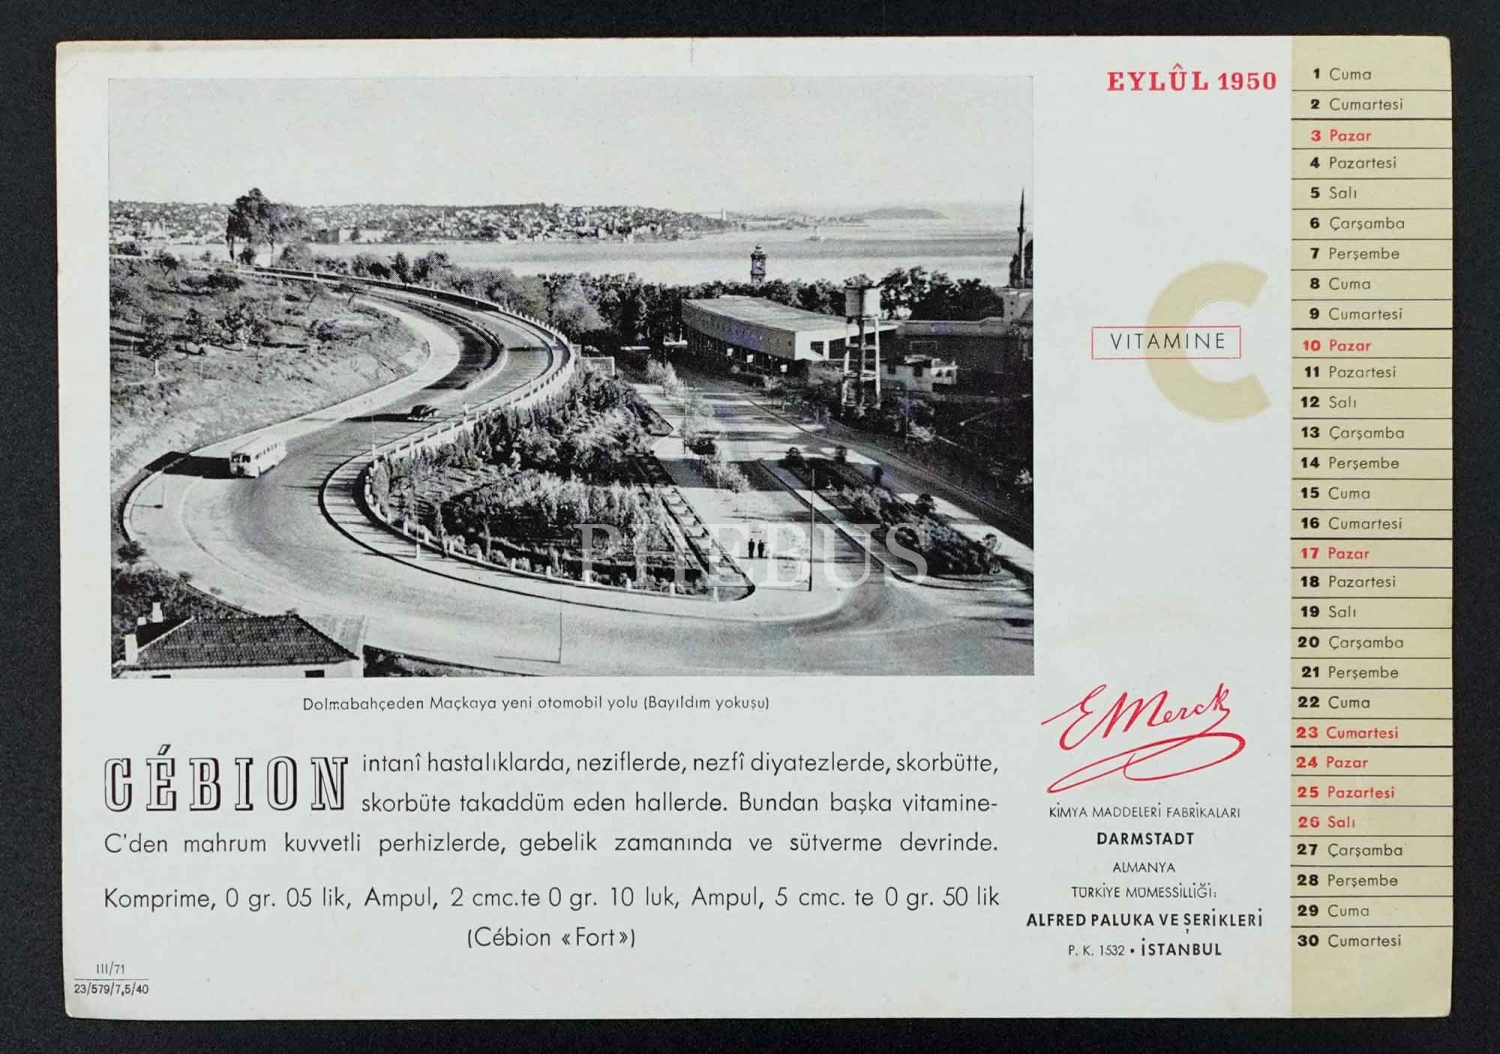 EYLÛL 1950
1 Cuma
2 Cumartesi
3 Pazar
4 Pazartesi
5 Salı
6 Çarşamba
7 Perşembe
8 Cuma
9 Cumartesi
10 Pazar
11 Pazartesi
12 Salı
13 Çarşamba
14 Perşembe
15 Cuma
16 Cumartesi
17 Pazar
18 Pazartesi
19 Salı
20 Çarşamba
21 Perşembe
22 Cuma
23 Cumartesi
24 Pazar
25 Pazartesi
26 Salı
27 Çarşamba
28 Perşembe
29 Cuma
30 Cumartesi
C
VITAMINE
PHEBUS
Dolmabahçeden Maçkaya yeni otomobil yolu (Bayıldım yokuşu)
CÉBION intanî hastalıklarda, neziflerde, nezfî diyatezlerde, skorbütte,
skorbüte takaddüm eden hallerde. Bundan başka vitamine-
C'den mahrum kuvvetli perhizlerde, gebelik zamanında ve sütverme devrinde.
Komprime, 0 gr. 05 lik, Ampul, 2 cmc.te 0 gr. 10 luk, Ampul, 5 cmc. te 0 gr. 50 lik
(Cébion «Fort»)
E Merck
KİMYA MADDELERİ FABRİKALARI
DARMSTADT
ALMANYA
TÜRKİYE MÜMESSİLLİĞİ:
ALFRED PALUKA VE ŞERİKLERİ
P. K. 1532 • İSTANBUL
III/71
23/579/7,5/40